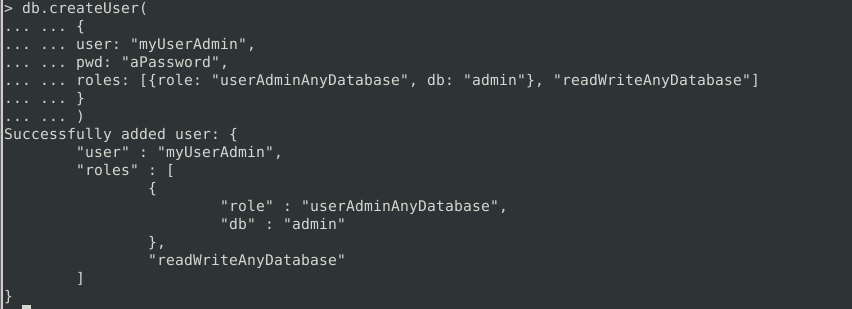 > db.createUser(
... ... {
... ... user: "myUserAdmin",
... ... pwd: "aPassword",
... ... roles: [{role: "userAdminAnyDatabase", db: "admin"}, "readWriteAnyDatabase"]
... ... }
... ... )
Successfully added user: {
        "user" : "myUserAdmin",
        "roles" : [
                {
                        "role" : "userAdminAnyDatabase",
                        "db" : "admin"
                },
                "readWriteAnyDatabase"
        ]
}